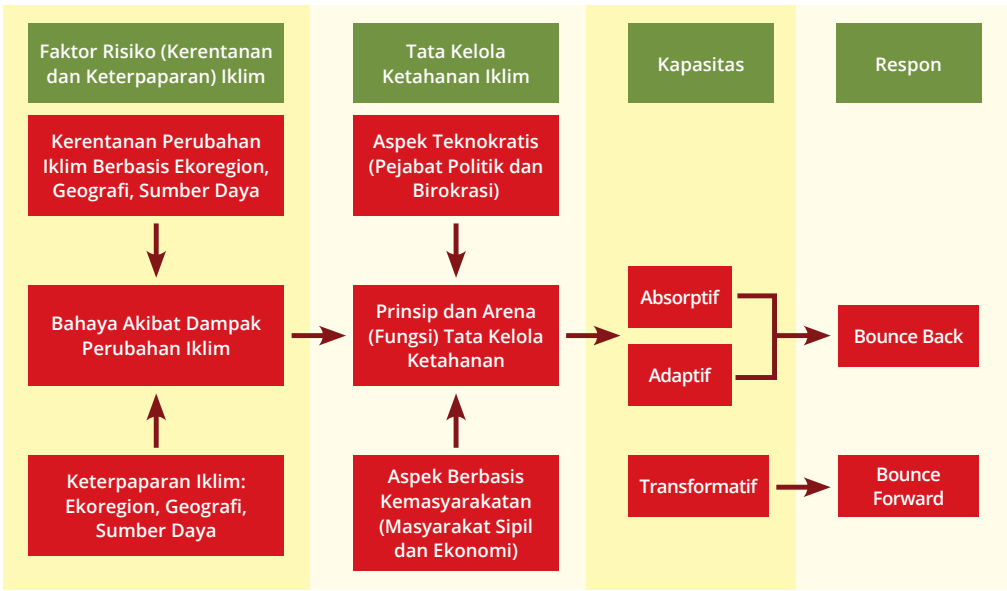 Faktor Risiko (Kerentanan
dan Keterpaparan) Iklim
Kerentanan Perubahan
Iklim Berbasis Ekoregion,
Geografi, Sumber Daya
Bahaya Akibat Dampak
Perubahan Iklim
Keterpaparan Iklim:
Ekoregion, Geografi,
Sumber Daya
Tata Kelola
Ketahanan Iklim
Aspek Teknokratis
(Pejabat Politik dan
Birokrasi)
Prinsip dan Arena
(Fungsi) Tata Kelola
Ketahanan
Aspek Berbasis
Kemasyarakatan
(Masyarakat Sipil
dan Ekonomi)
Kapasitas
Absorptif
Adaptif
Transformatif
Respon
Bounce Back
Bounce
Forward